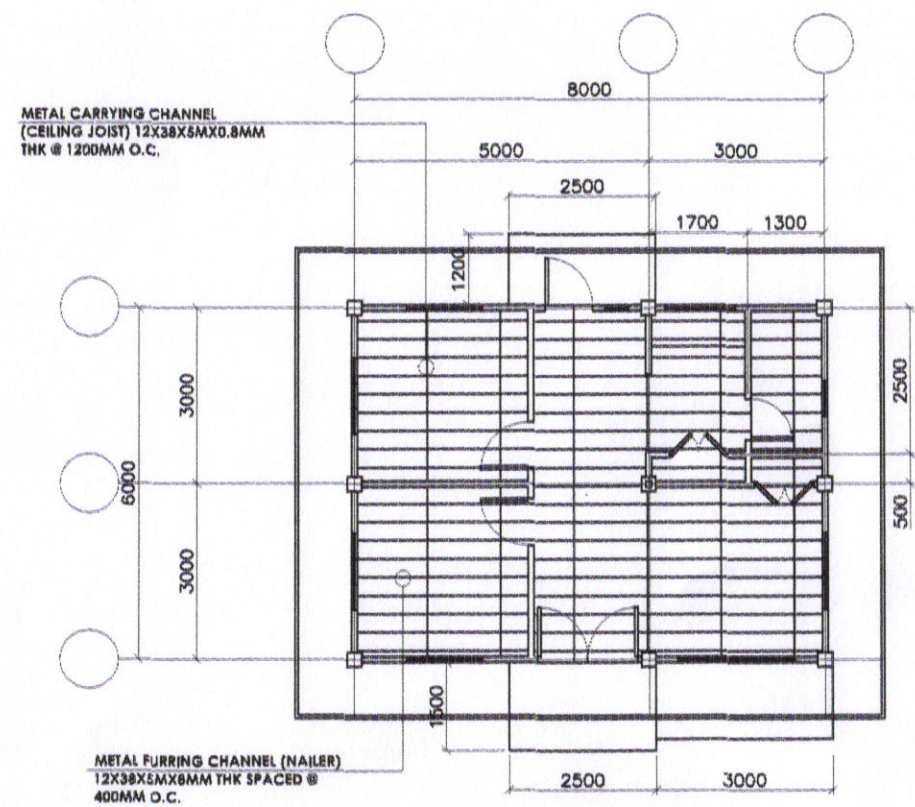 8000
METAL CARRYING CHANNEL
(CEILING JOIST) 12X38X5MX0.8MM
THK @ 1200MM O.C.
5000
3000
2500
1700
1300
1200
3000
2500
6000
500
3000
1500
METAL FURRING CHANNEL (NAILER)
12X38X5MX8MM THK SPACED @
400MM O.C.
2500
3000